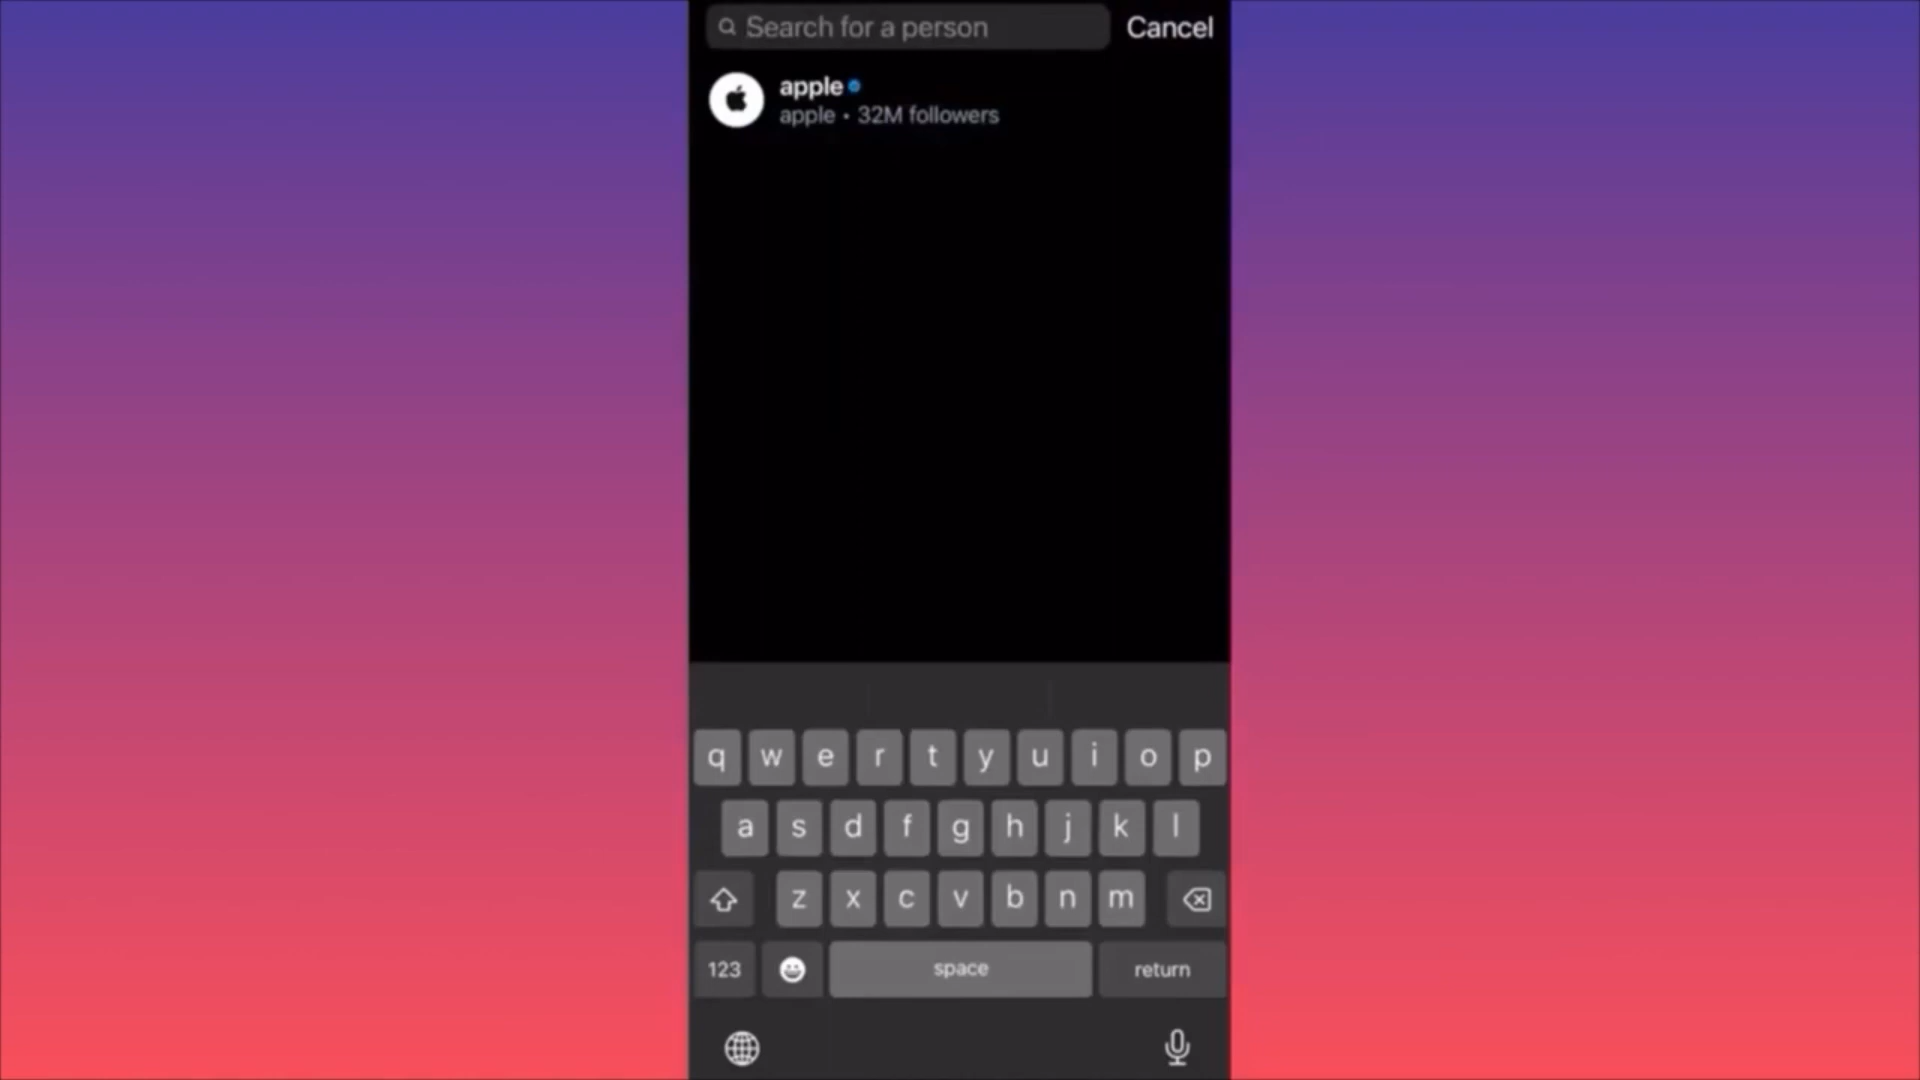 Search for a person Cancel
apple
apple • 32M followers
q w e r t y u i o p
a s d f g h j k l
z x c v b n m
123 space return